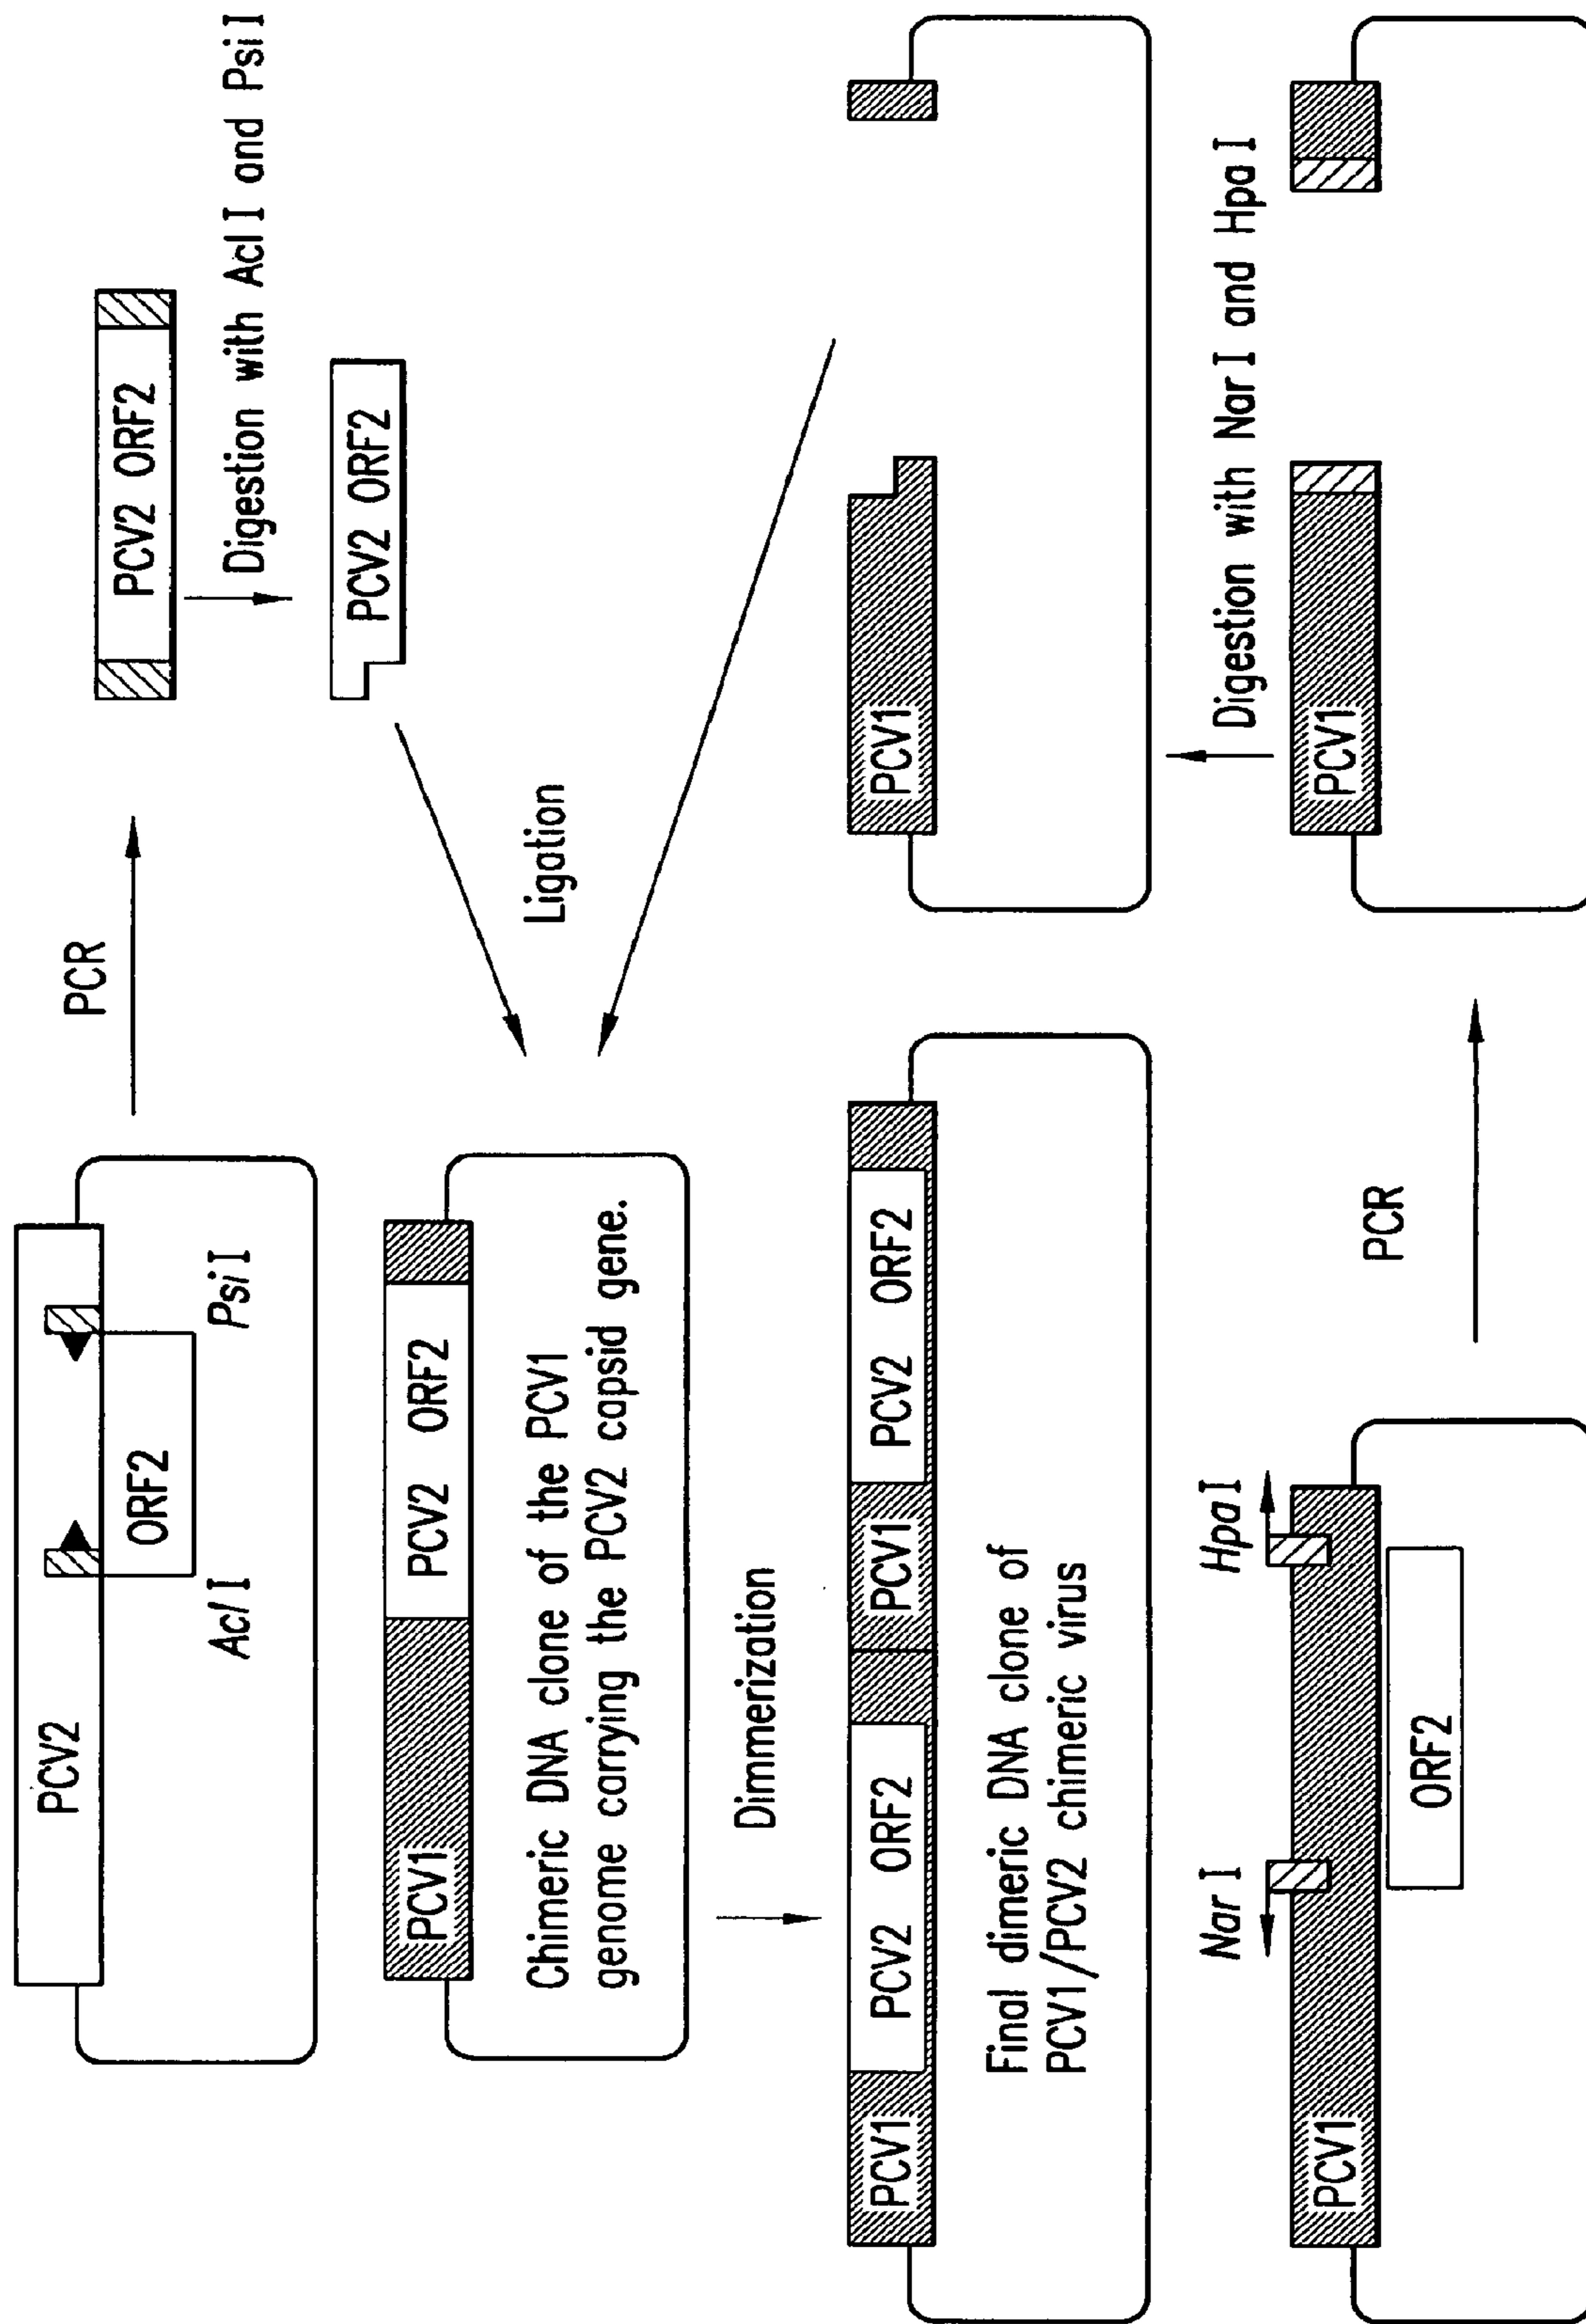 PCV2
ORF2
Acl I
Psi I
PCR
PCV2 ORF2
Digestion with Acl I and Psi I
PCV2 ORF2
Ligation
PCV1
PCV2 ORF2
Chimeric DNA clone of the PCV1
genome carrying the PCV2 capsid gene.
Dimmerization
PCV1
PCV2 ORF2
PCV1
PCV2 ORF2
Final dimeric DNA clone of
PCV1/PCV2 chimeric virus
PCV1
Digestion with Nar I and Hpa I
Nar I
Hpa I
PCV1
ORF2
PCR
PCV1